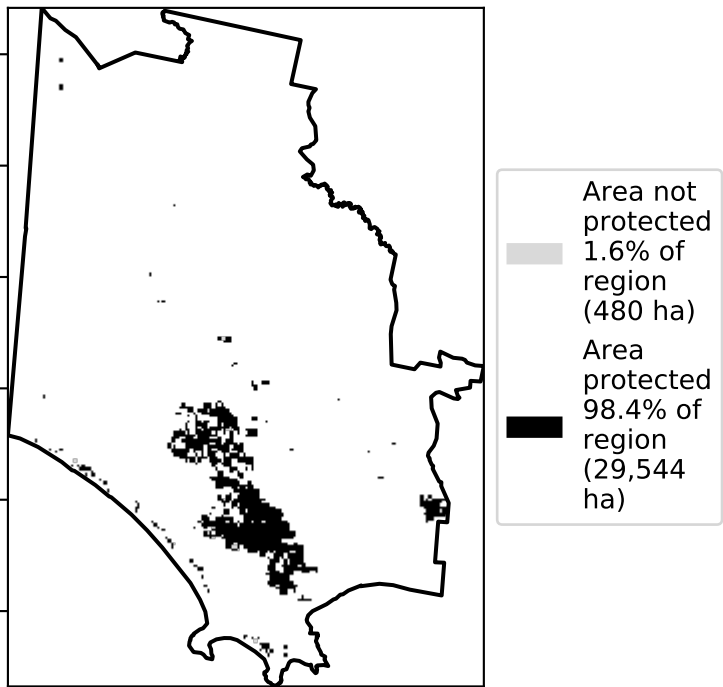 Area not
protected
1.6% of
region
(480 ha)
Area
protected
98.4% of
region
(29,544
ha)